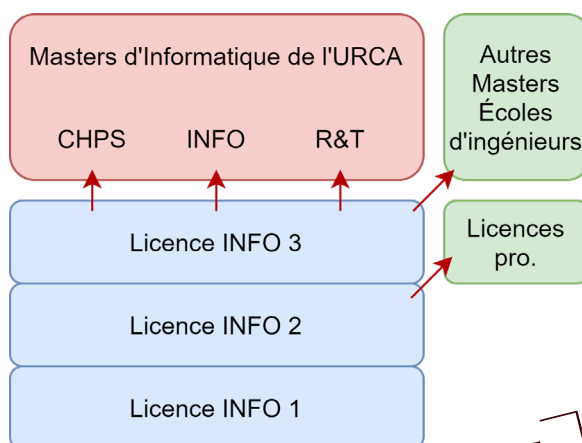 Masters d'Informatique de l'URCA
CHPS INFO R&T
Autres
Masters
Écoles
d'ingénieurs
Licence INFO 3
Licences
pro.
Licence INFO 2
Licence INFO 1